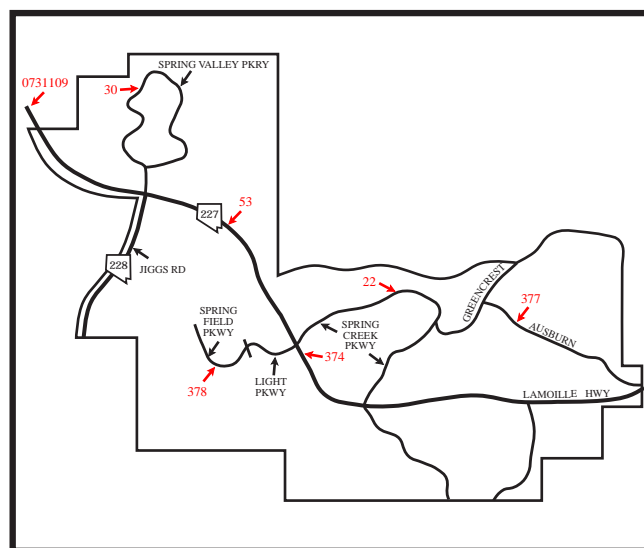 SPRING VALLEY PKRY
0731109
30
53
227
228
JIGGS RD
22
GREENCREST
377
AUSBURN
SPRING
FIELD
PKWY
SPRING
CREEK
PKWY
374
LIGHT
PKWY
378
LAMOILLE HWY